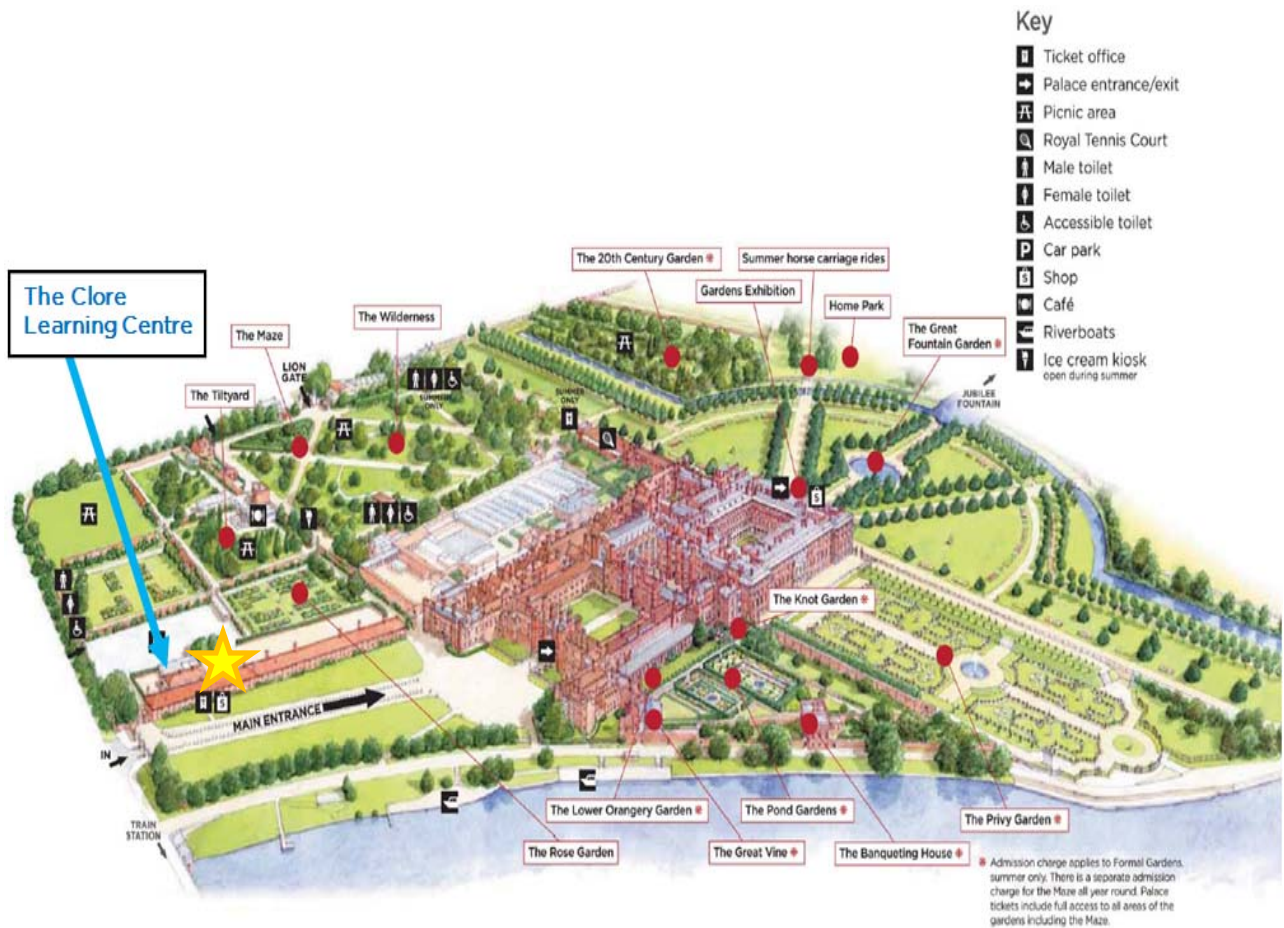 Key
Ticket office
Palace entrance/exit
Picnic area
Royal Tennis Court
Male toilet
Female toilet
Accessible toilet
P Car park
Shop
Café
Riverboats
Ice cream kiosk
open during summer
The Clore
Learning Centre
The 20th Century Garden *
Summer horse carriage rides
Gardens Exhibition
Home Park
The Great
Fountain Garden *
JUBILEE
FOUNTAIN
The Wilderness
The Maze
LION
GATE
The Tiltyard
SUMMER
ONLY
SUMMER
ONLY
The Knot Garden *
MAIN ENTRANCE
IN
TRAIN
STATION
The Lower Orangery Garden *
The Pond Gardens *
The Privy Garden *
The Rose Garden
The Great Vine *
The Banqueting House *
* Admission charge applies to Formal Gardens,
summer only. There is a separate admission
charge for the Maze all year round. Palace
tickets include full access to all areas of the
gardens including the Maze.